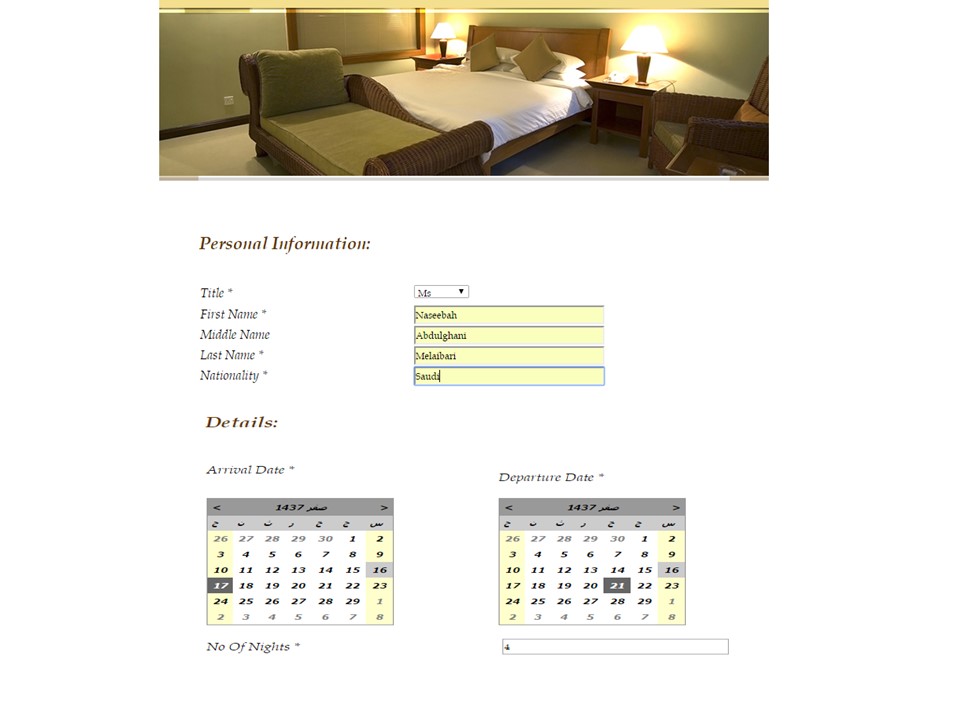 Personal Information:
Title * Ms
First Name * Naseebah
Middle Name Abdulghani
Last Name * Melaibari
Nationality * Saudi
Details:
Arrival Date *
Departure Date *
< صفر 1437 >
ح ن ث ر خ ج س
26 27 28 29 30 1 2
3 4 5 6 7 8 9
10 11 12 13 14 15 16
17 18 19 20 21 22 23
24 25 26 27 28 29 1
2 3 4 5 6 7 8
< صفر 1437 >
ح ن ث ر خ ج س
26 27 28 29 30 1 2
3 4 5 6 7 8 9
10 11 12 13 14 15 16
17 18 19 20 21 22 23
24 25 26 27 28 29 1
2 3 4 5 6 7 8
No Of Nights * 4